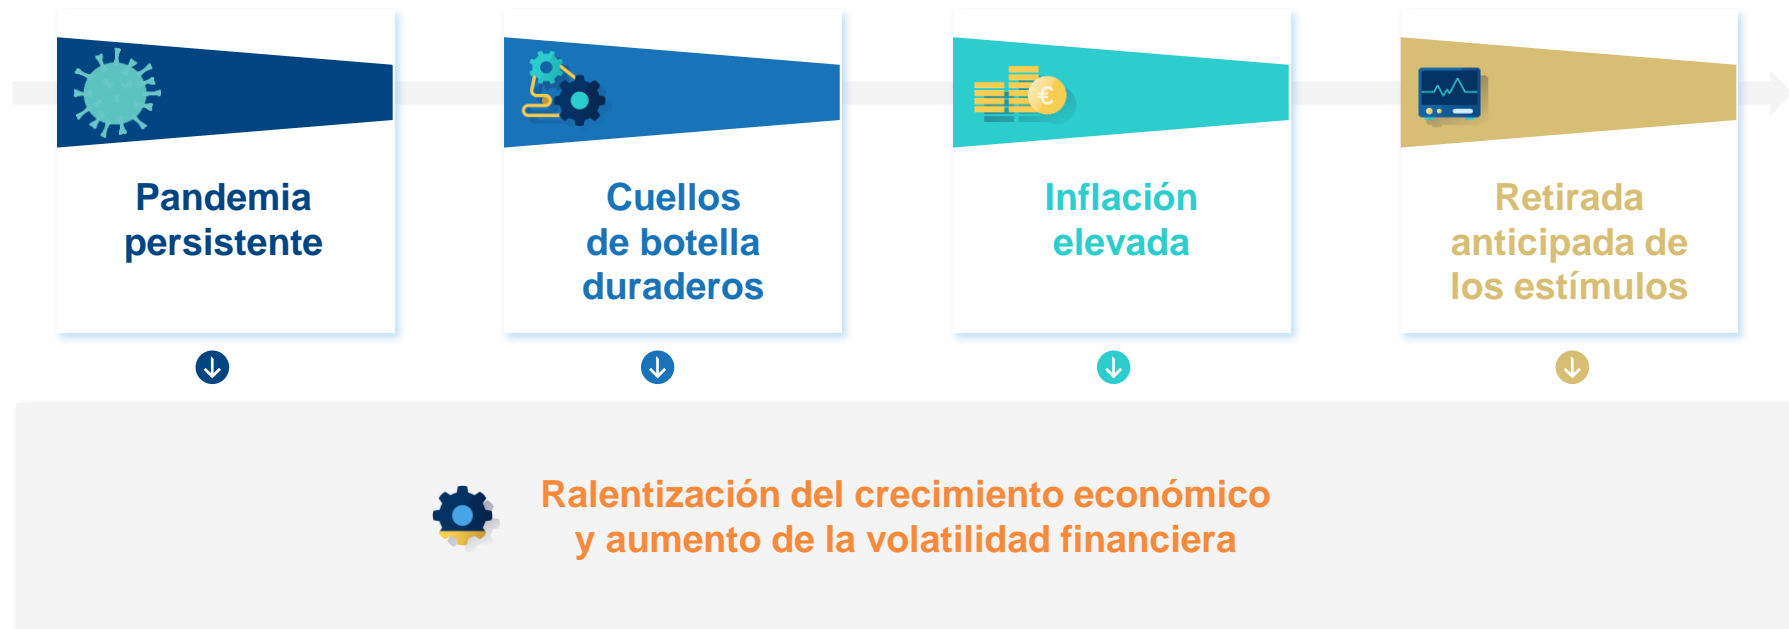 Pandemia
persistente
Cuellos
de botella
duraderos
Inflación
elevada
Retirada
anticipada de
los estímulos
Ralentización del crecimiento económico
y aumento de la volatilidad financiera